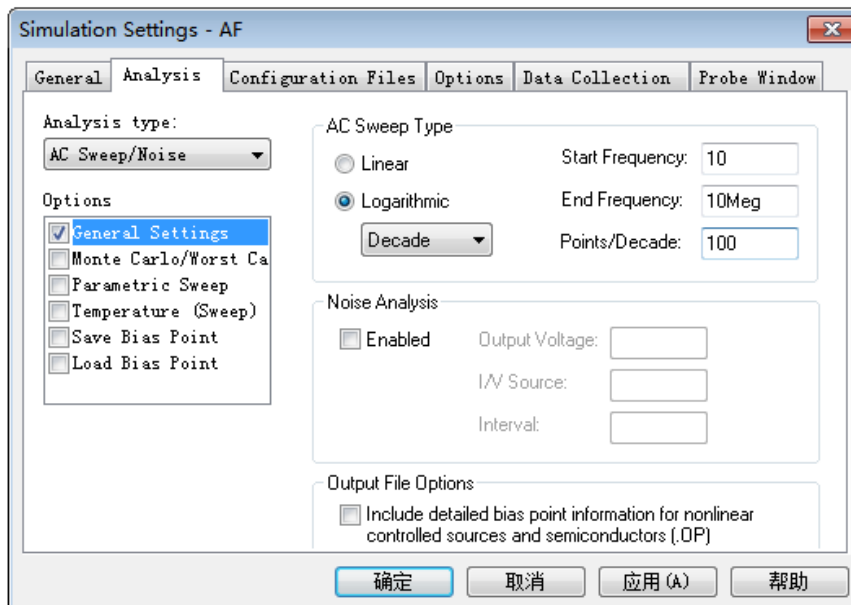 Simulation Settings - AF
General Analysis Configuration Files Options Data Collection Probe Window
Analysis type:
AC Sweep/Noise
Options
General Settings
Monte Carlo/Worst Ca
Parametric Sweep
Temperature (Sweep)
Save Bias Point
Load Bias Point
AC Sweep Type
Linear
Logarithmic
Decade
Start Frequency: 10
End Frequency: 10Meg
Points/Decade: 100
Noise Analysis
Enabled
Output Voltage:
I/V Source:
Interval:
Output File Options
Include detailed bias point information for nonlinear
controlled sources and semiconductors (.OP)
确定 取消 应用(A) 帮助